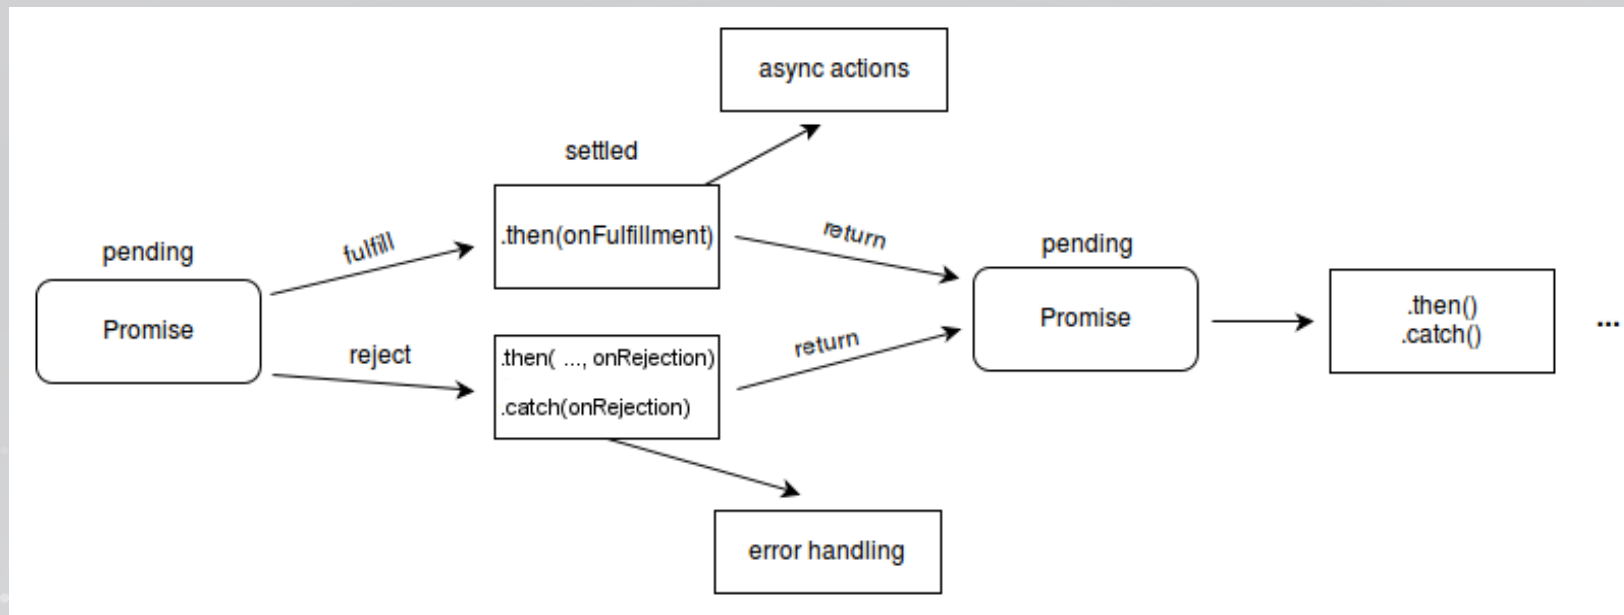 async actions
settled
.then(onFulfillment)
pending
fulfill
return
pending
Promise
Promise
.then()
.catch()
...
reject
.then( ..., onRejection)
return
.catch(onRejection)
error handling